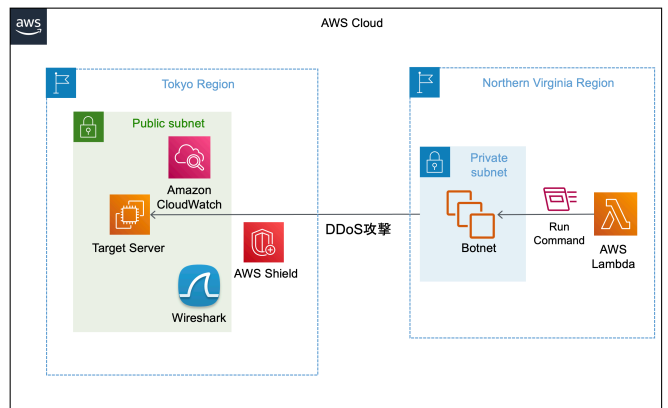 aws
AWS Cloud
Tokyo Region
Northern Virginia Region
Public subnet
Amazon
CloudWatch
Target Server
AWS Shield
Wireshark
DDoS攻撃
Private
subnet
Botnet
Run
Command
AWS
Lambda